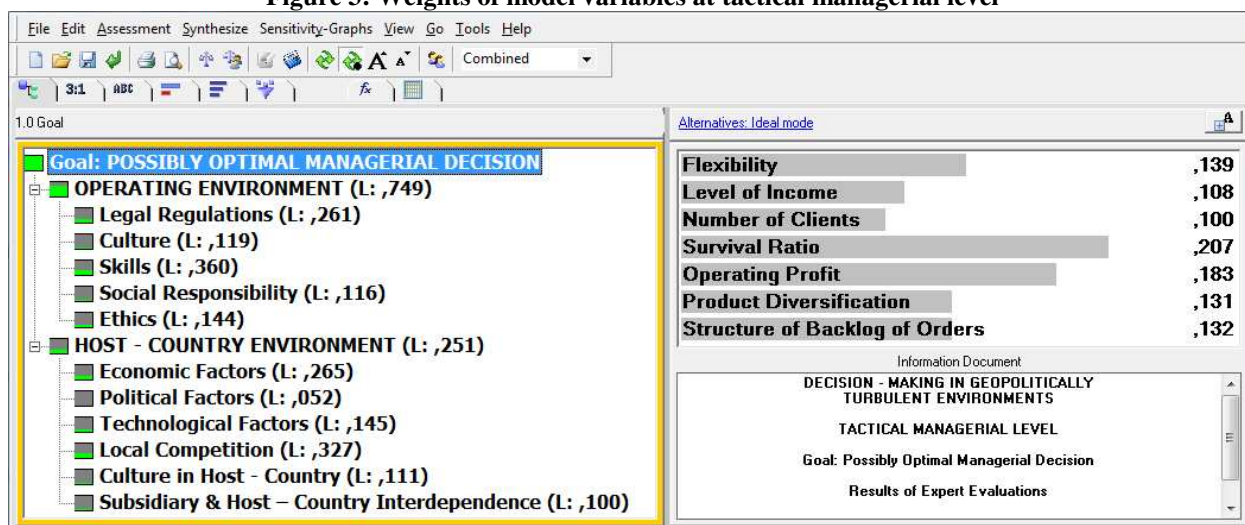 Figure 3: Weights of model variables at tactical managerial level
File Edit Assessment Synthesize Sensitivity-Graphs View Go Tools Help
A A Combined
3:1 ABC fx
1.0 Goal
Alternatives: Ideal mode
A
Goal: POSSIBLY OPTIMAL MANAGERIAL DECISION
OPERATING ENVIRONMENT (L: ,749)
Legal Regulations (L: ,261)
Culture (L: ,119)
Skills (L: ,360)
Social Responsibility (L: ,116)
Ethics (L: ,144)
HOST - COUNTRY ENVIRONMENT (L: ,251)
Economic Factors (L: ,265)
Political Factors (L: ,052)
Technological Factors (L: ,145)
Local Competition (L: ,327)
Culture in Host - Country (L: ,111)
Subsidiary & Host – Country Interdependence (L: ,100)
Flexibility ,139
Level of Income ,108
Number of Clients ,100
Survival Ratio ,207
Operating Profit ,183
Product Diversification ,131
Structure of Backlog of Orders ,132
Information Document
DECISION - MAKING IN GEOPOLITICALLY
TURBULENT ENVIRONMENTS
TACTICAL MANAGERIAL LEVEL
Goal: Possibly Optimal Managerial Decision
Results of Expert Evaluations